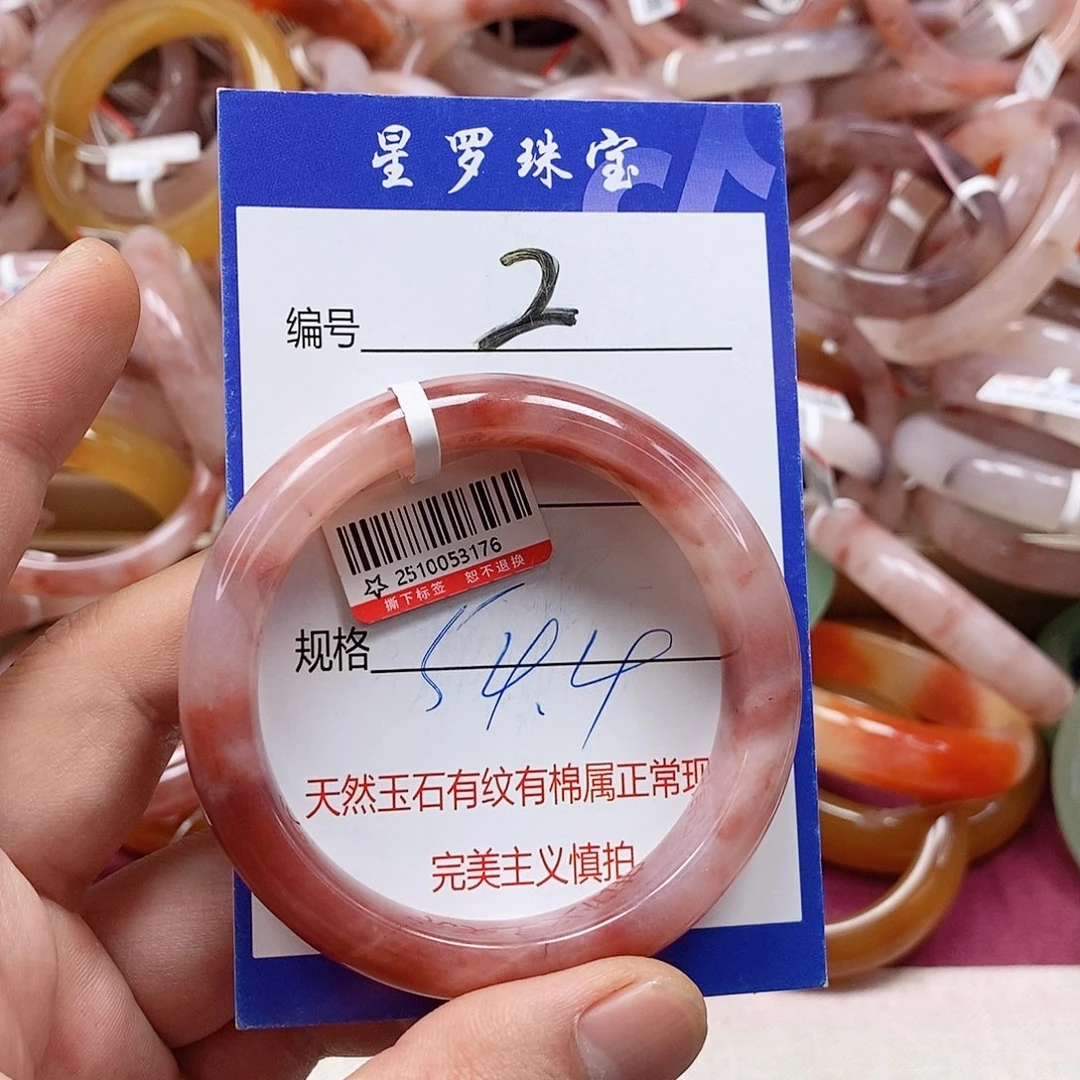 星罗珠宝
编号 2
☆ 2510053176
撕下标签 恕不退换
规格 54.4
天然玉石有纹有棉属正常现
完美主义慎拍